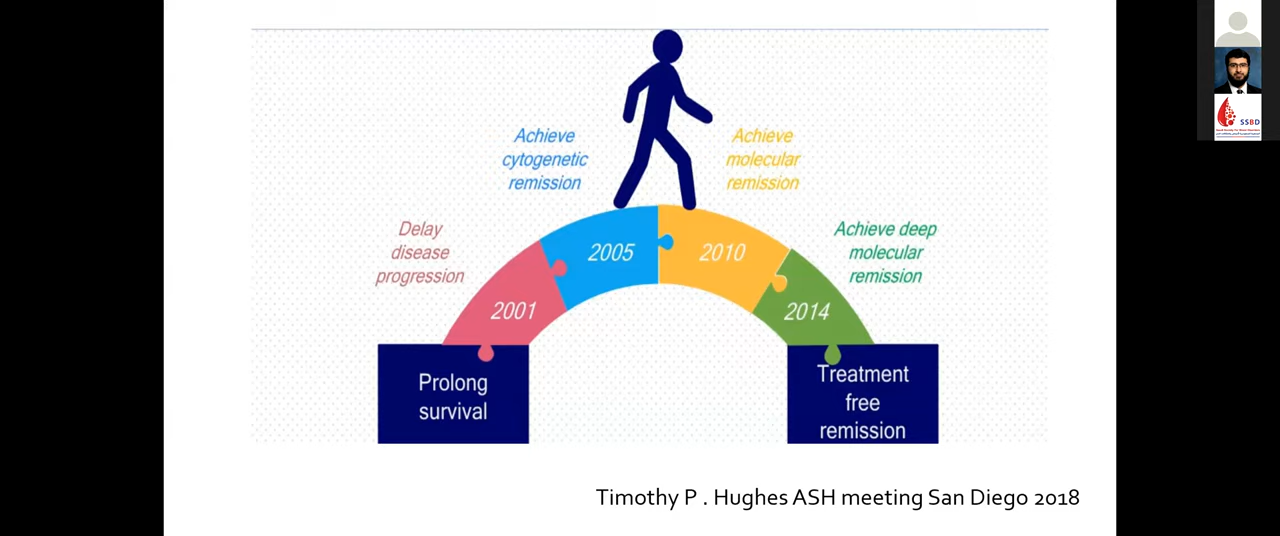 Achieve
cytogenetic
remission
Achieve
molecular
remission
Delay
disease
progression
Achieve deep
molecular
remission
2001
2005
2010
2014
Prolong
survival
Treatment
free
remission
Timothy P . Hughes ASH meeting San Diego 2018
SSBD